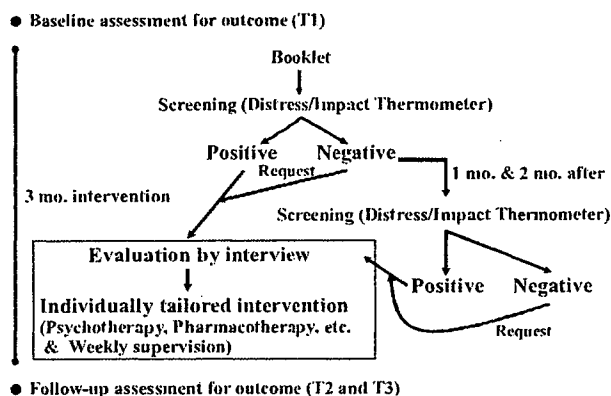 ● Baseline assessment for outcome (T1)
Booklet
Screening (Distress/Impact Thermometer)
Positive Negative
Request
1 mo. & 2 mo. after
3 mo. intervention
Screening (Distress/Impact Thermometer)
Evaluation by interview
Positive Negative
Individually tailored intervention
(Psychotherapy, Pharmacotherapy, etc.
& Weekly supervision)
Request
● Follow-up assessment for outcome (T2 and T3)